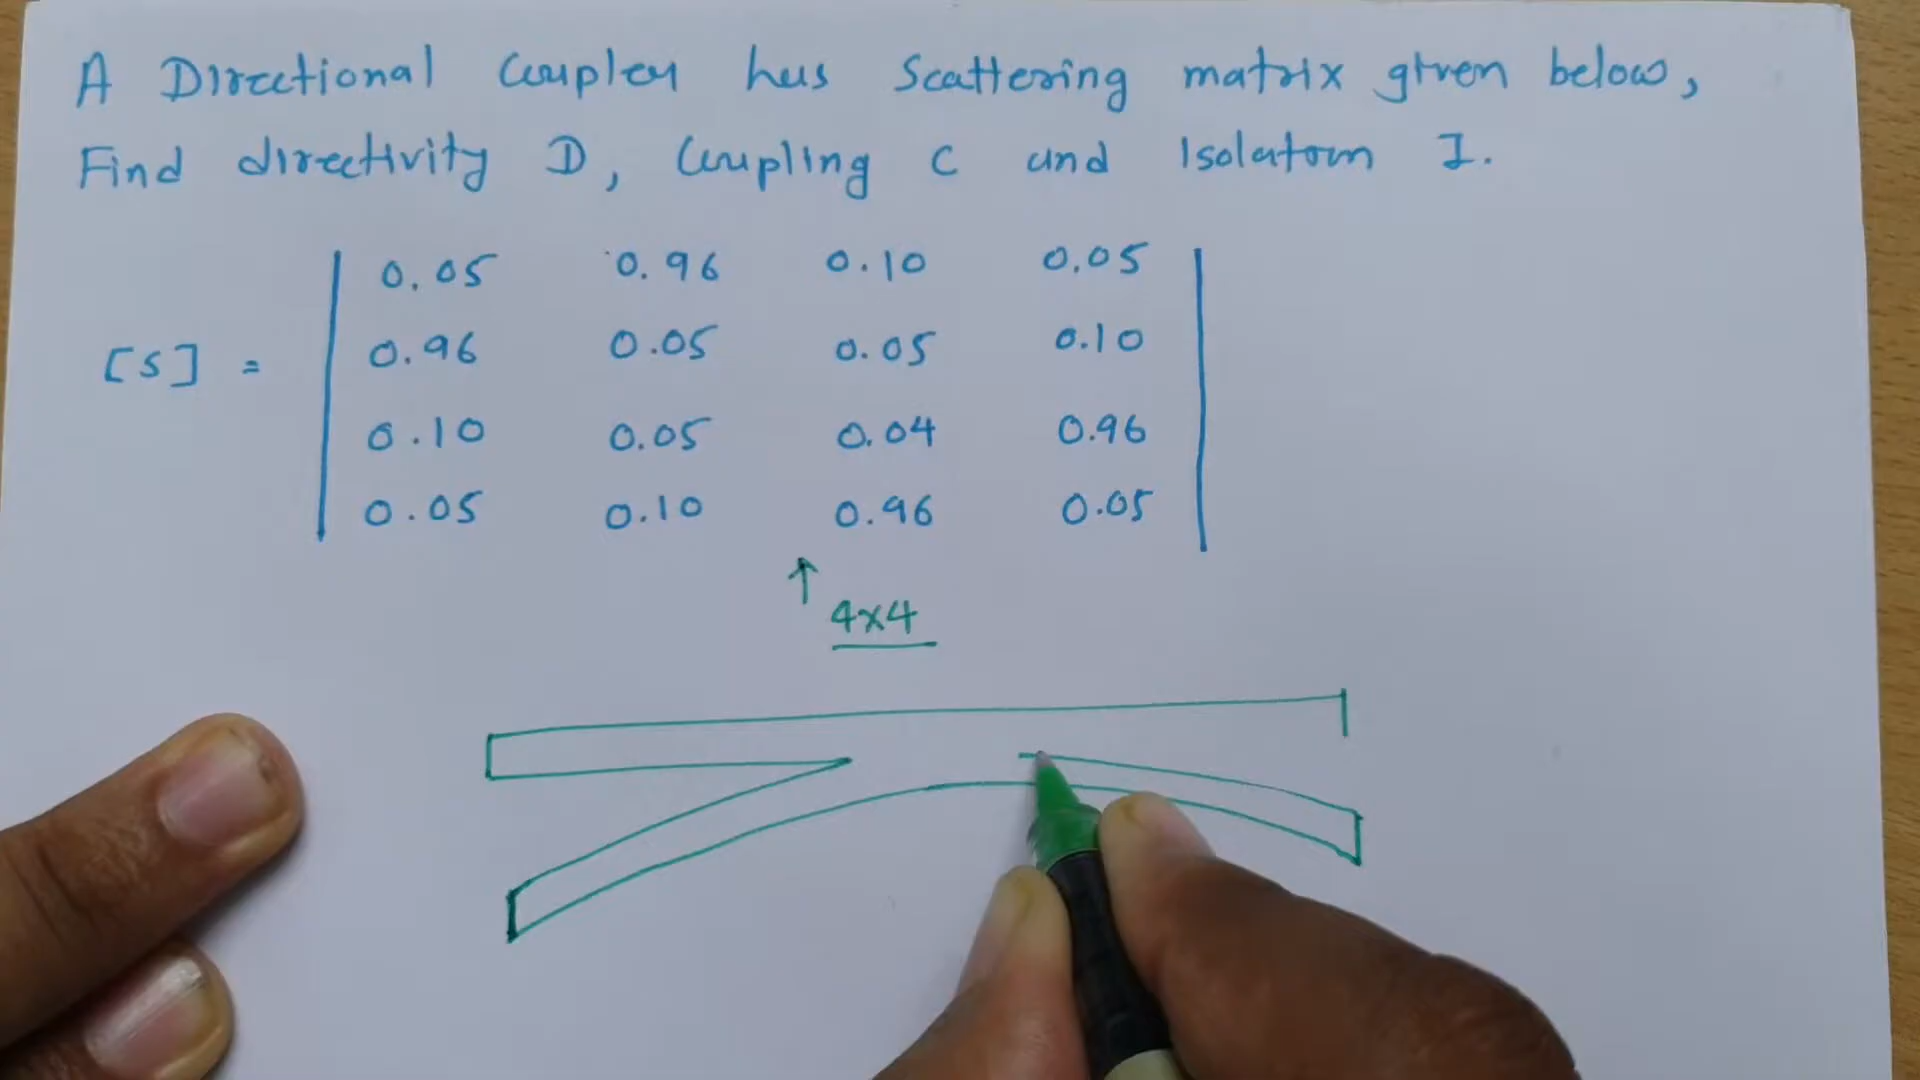 A Directional Coupler has Scattering matrix given below,
Find directivity D, Coupling C and Isolation I.
0.05 0.96 0.10 0.05
0.96 0.05 0.05 0.10
[S] =
0.10 0.05 0.04 0.96
0.05 0.10 0.96 0.05
↑
4x4